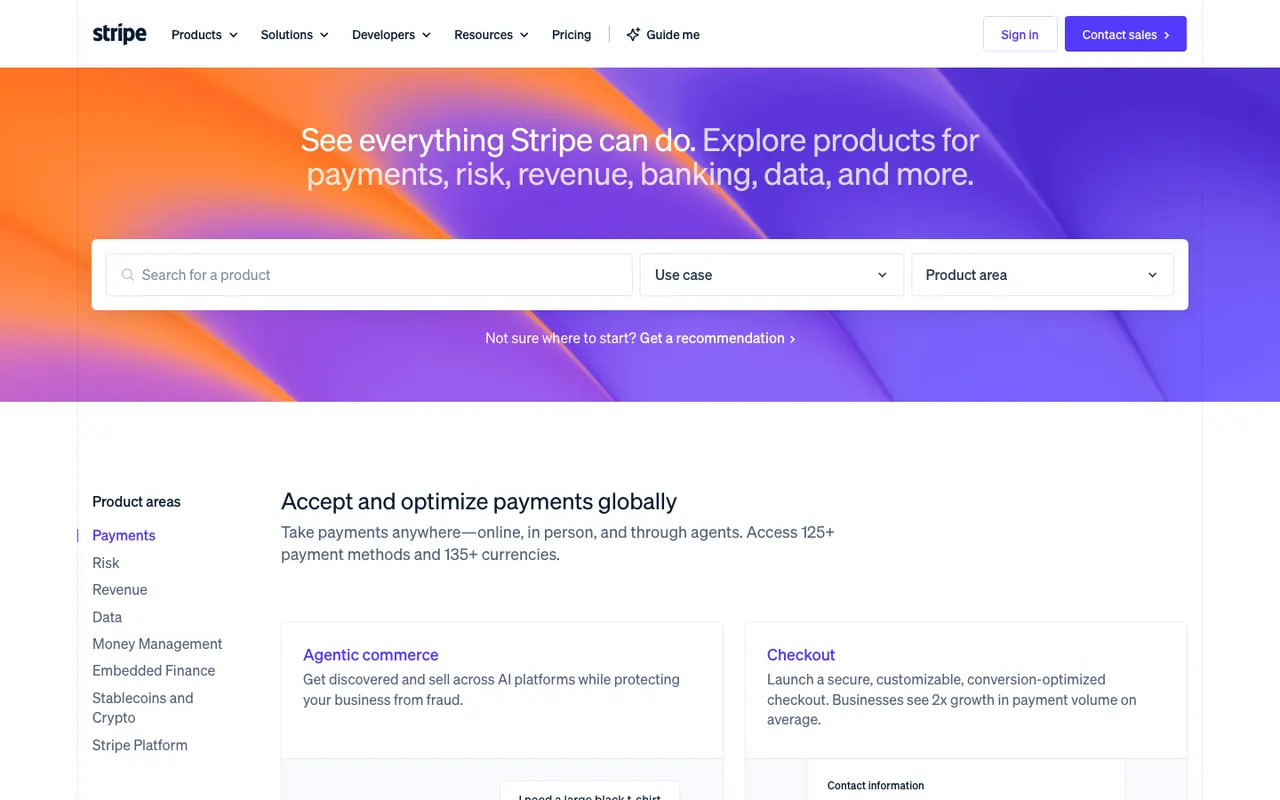 stripe
Products
Solutions
Developers
Resources
Pricing
Guide me
Sign in
Contact sales
See everything Stripe can do. Explore products for
payments, risk, revenue, banking, data, and more.
Search for a product
Use case
Product area
Not sure where to start? Get a recommendation
Product areas
Payments
Risk
Revenue
Data
Money Management
Embedded Finance
Stablecoins and
Crypto
Stripe Platform
Accept and optimize payments globally
Take payments anywhere—online, in person, and through agents. Access 125+
payment methods and 135+ currencies.
Agentic commerce
Get discovered and sell across AI platforms while protecting
your business from fraud.
I need a large black t-shirt
Checkout
Launch a secure, customizable, conversion-optimized
checkout. Businesses see 2x growth in payment volume on
average.
Contact information